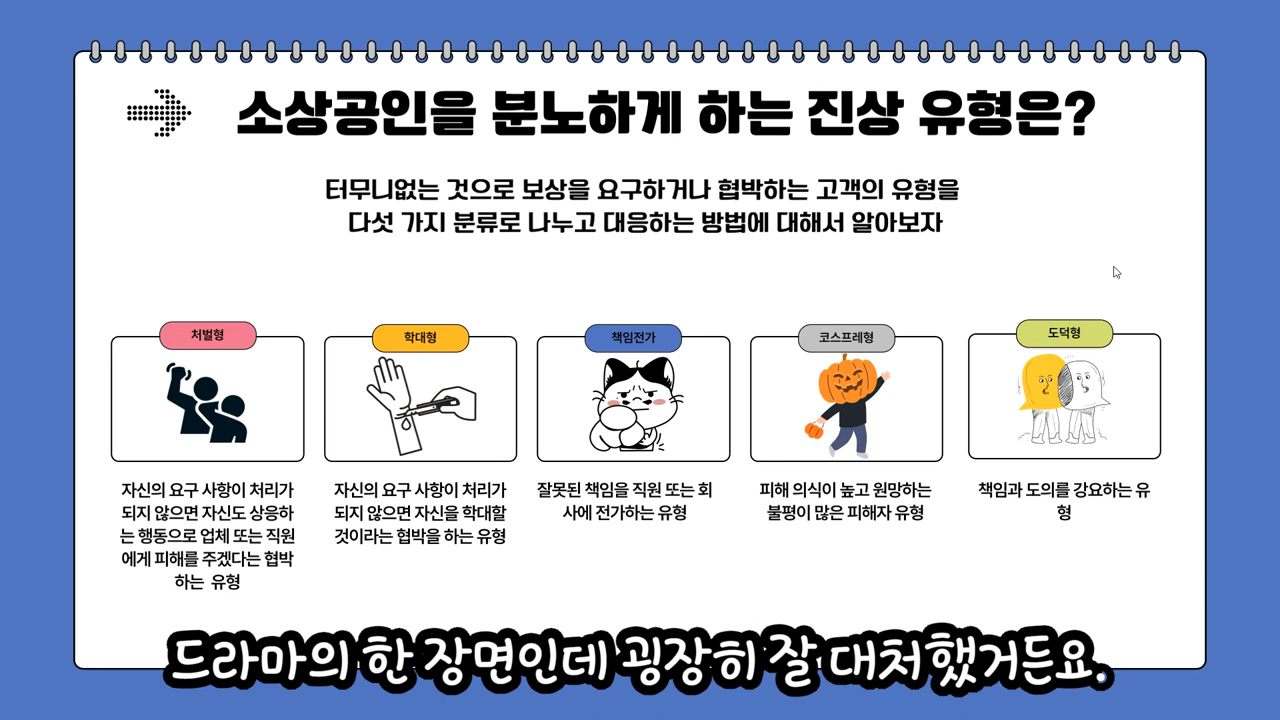 소상공인을 분노하게 하는 진상 유형은?
터무니없는 것으로 보상을 요구하거나 협박하는 고객의 유형을
다섯 가지 분류로 나누고 대응하는 방법에 대해서 알아보자
처벌형
자신의 요구 사항이 처리가
되지 않으면 자신도 상응하
는 행동으로 업체 또는 직원
에게 피해를 주겠다는 협박
하는 유형
학대형
자신의 요구 사항이 처리가
되지 않으면 자신을 학대할
것이라는 협박을 하는 유형
책임전가
잘못된 책임을 직원 또는 회
사에 전가하는 유형
코스프레형
피해 의식이 높고 원망하는
불평이 많은 피해자 유형
도덕형
책임과 도의를 강요하는 유
형
드라마의 한 장면인데 굉장히 잘 대처했거든요.